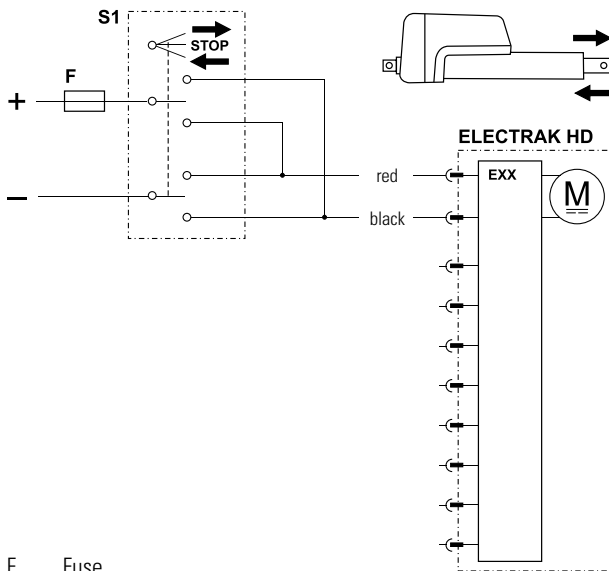 S1
STOP
F
+
–
ELECTRAK HD
red
EXX
M
black
F Fuse